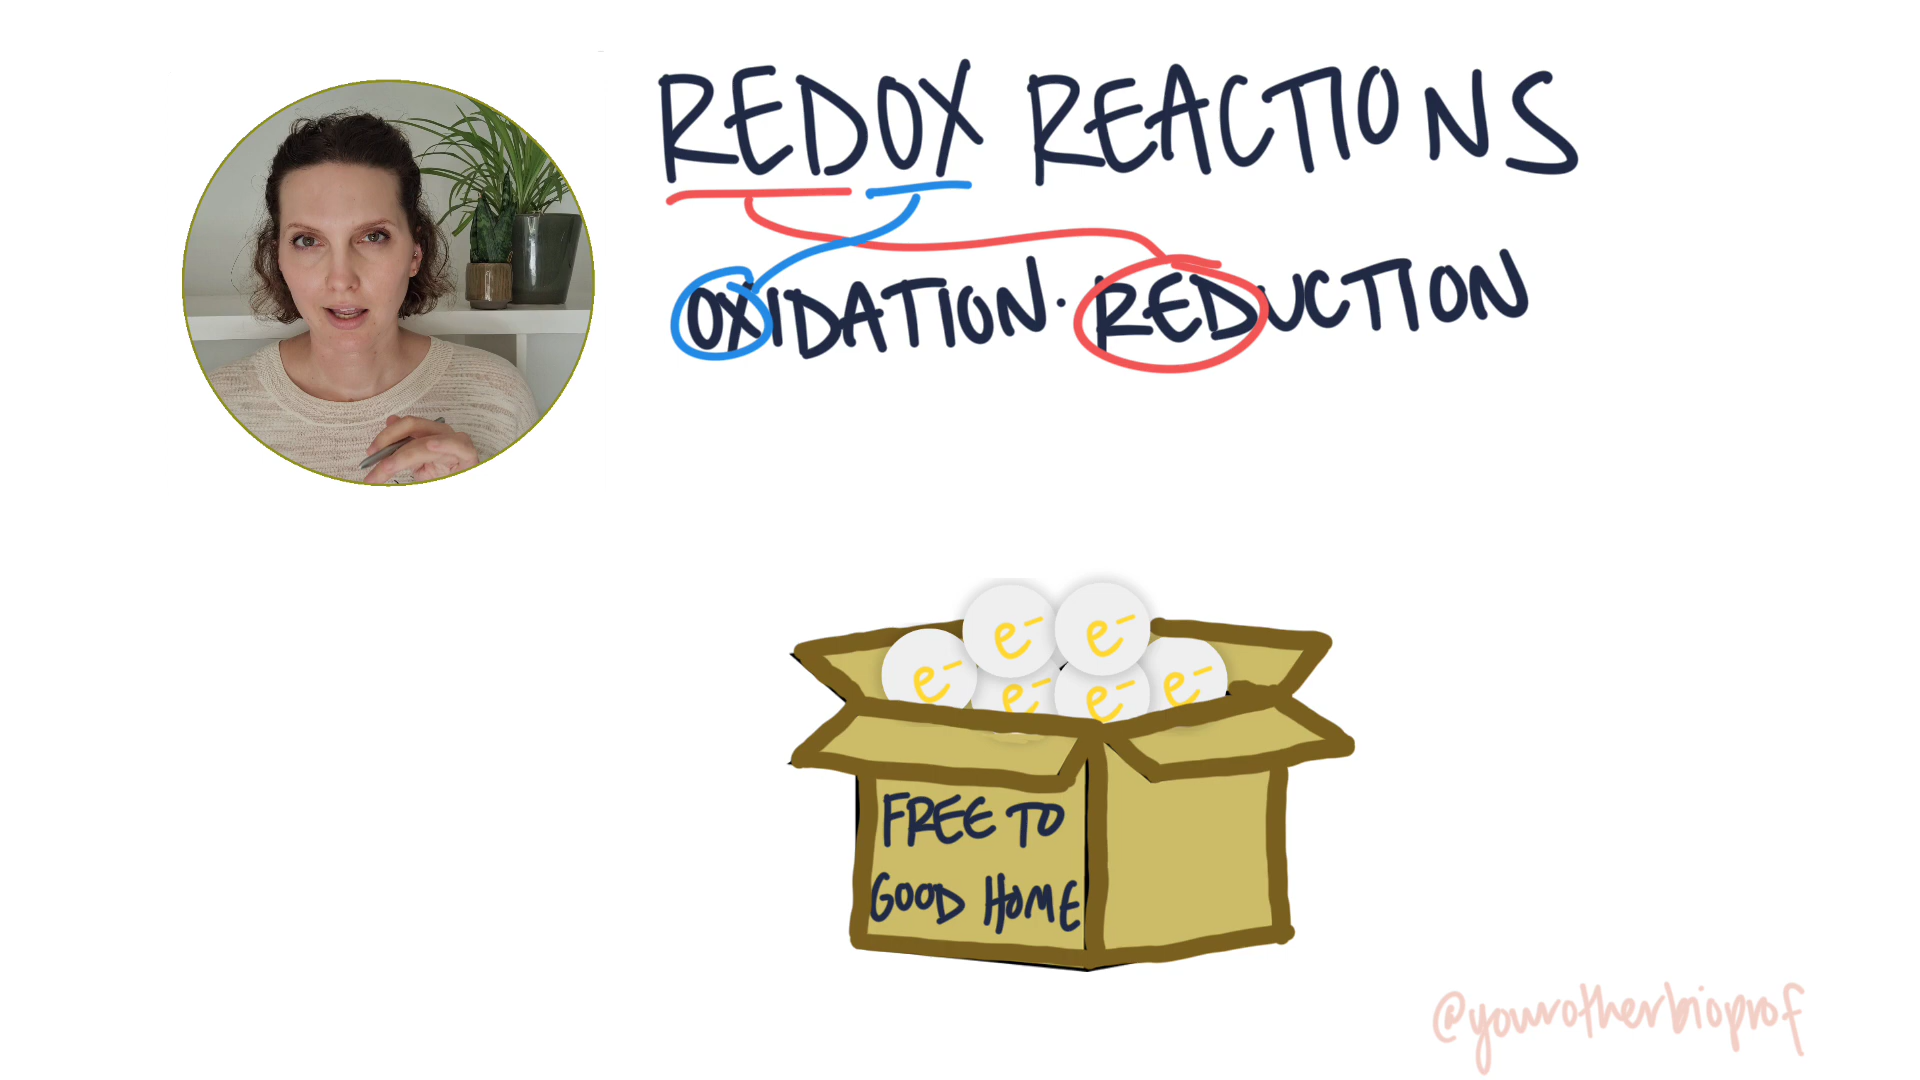 REDOX REACTIONS
OXIDATION · REDUCTION
e-
e-
e-
e-
e-
e-
FREE TO
GOOD HOME
@yourotherbioprof